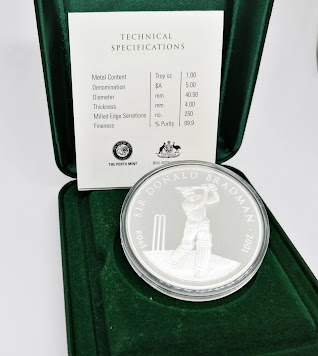 TECHNICAL
SPECIFICATIONS
Metal Content Troy oz 1.00
Denomination $A 5.00
Diameter mm 40.50
Thickness mm 4.00
Milled Edge Serrations no. 250
Fineness % Purity 99.9
THE PERTH MINT
1908 · SIR DONALD BRADMAN · 2001